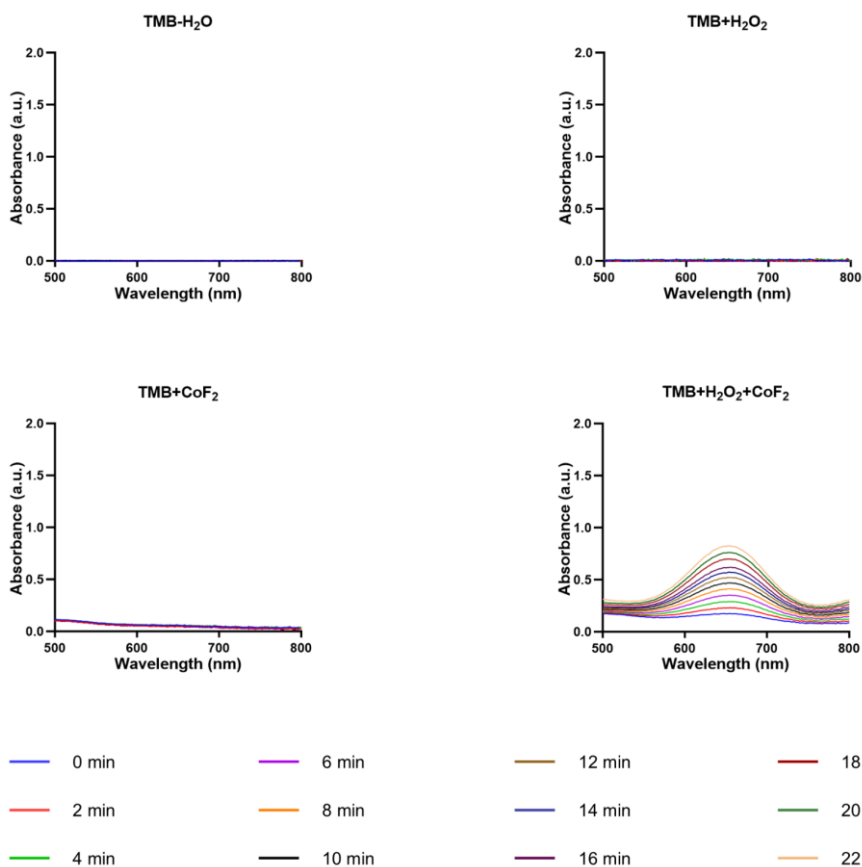 TMB-H₂O
2.0
1.5
1.0
0.5
0.0
Absorbance (a.u.)
500 600 700 800
Wavelength (nm)
TMB+H₂O₂
2.0
1.5
1.0
0.5
0.0
Absorbance (a.u.)
500 600 700 800
Wavelength (nm)
TMB+CoF₂
2.0
1.5
1.0
0.5
0.0
Absorbance (a.u.)
500 600 700 800
Wavelength (nm)
TMB+H₂O₂+CoF₂
2.0
1.5
1.0
0.5
0.0
Absorbance (a.u.)
500 600 700 800
Wavelength (nm)
0 min 6 min 12 min 18
2 min 8 min 14 min 20
4 min 10 min 16 min 22